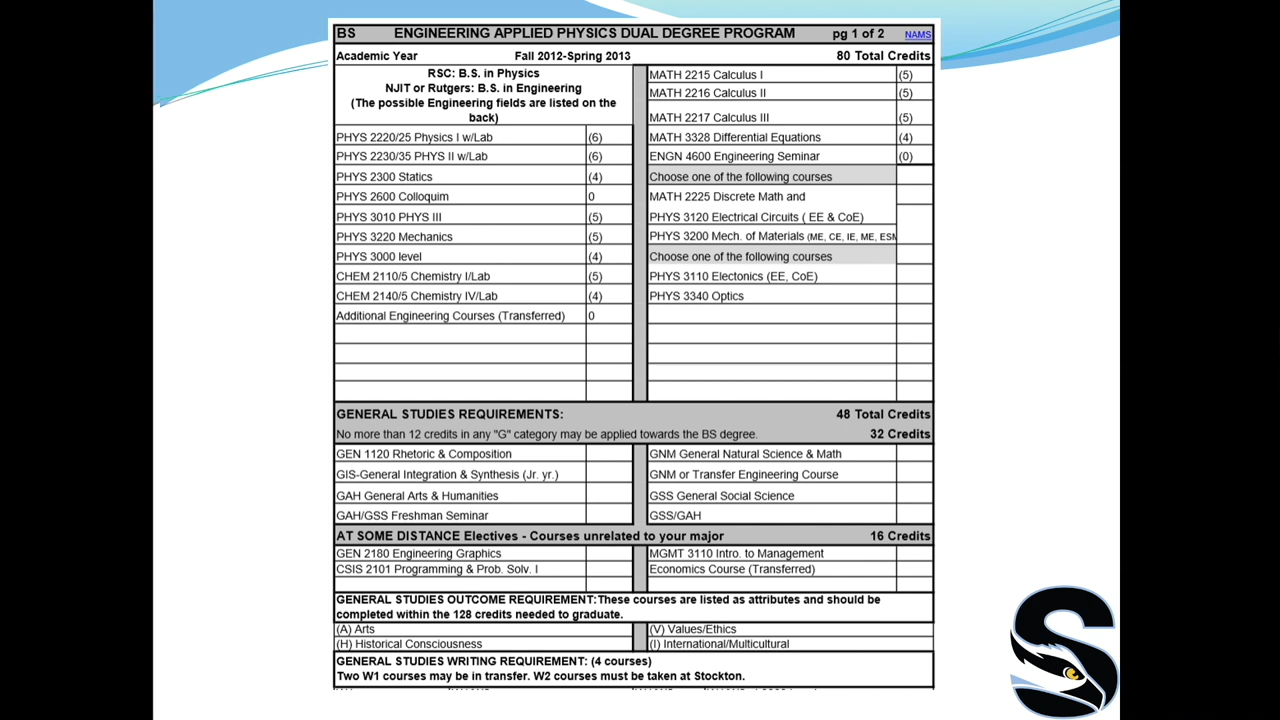 BS ENGINEERING APPLIED PHYSICS DUAL DEGREE PROGRAM pg 1 of 2 NAMS
Academic Year Fall 2012-Spring 2013 80 Total Credits
RSC: B.S. in Physics
NJIT or Rutgers: B.S. in Engineering
(The possible Engineering fields are listed on the
back)
PHYS 2220/25 Physics I w/Lab (6)
PHYS 2230/35 PHYS II w/Lab (6)
PHYS 2300 Statics (4)
PHYS 2600 Colloquim 0
PHYS 3010 PHYS III (5)
PHYS 3220 Mechanics (5)
PHYS 3000 level (4)
CHEM 2110/5 Chemistry I/Lab (5)
CHEM 2140/5 Chemistry IV/Lab (4)
Additional Engineering Courses (Transferred) 0
MATH 2215 Calculus I (5)
MATH 2216 Calculus II (5)
MATH 2217 Calculus III (5)
MATH 3328 Differential Equations (4)
ENGN 4600 Engineering Seminar (0)
Choose one of the following courses
MATH 2225 Discrete Math and
PHYS 3120 Electrical Circuits ( EE & CoE)
PHYS 3200 Mech. of Materials (ME, CE, IE, ME, ESM
Choose one of the following courses
PHYS 3110 Electonics (EE, CoE)
PHYS 3340 Optics
GENERAL STUDIES REQUIREMENTS: 48 Total Credits
No more than 12 credits in any "G" category may be applied towards the BS degree. 32 Credits
GEN 1120 Rhetoric & Composition
GIS-General Integration & Synthesis (Jr. yr.)
GAH General Arts & Humanities
GAH/GSS Freshman Seminar
GNM General Natural Science & Math
GNM or Transfer Engineering Course
GSS General Social Science
GSS/GAH
AT SOME DISTANCE Electives - Courses unrelated to your major 16 Credits
GEN 2180 Engineering Graphics
CSIS 2101 Programming & Prob. Solv. I
MGMT 3110 Intro. to Management
Economics Course (Transferred)
GENERAL STUDIES OUTCOME REQUIREMENT:These courses are listed as attributes and should be
completed within the 128 credits needed to graduate.
(A) Arts
(H) Historical Consciousness
(V) Values/Ethics
(I) International/Multicultural
GENERAL STUDIES WRITING REQUIREMENT: (4 courses)
Two W1 courses may be in transfer. W2 courses must be taken at Stockton.
S